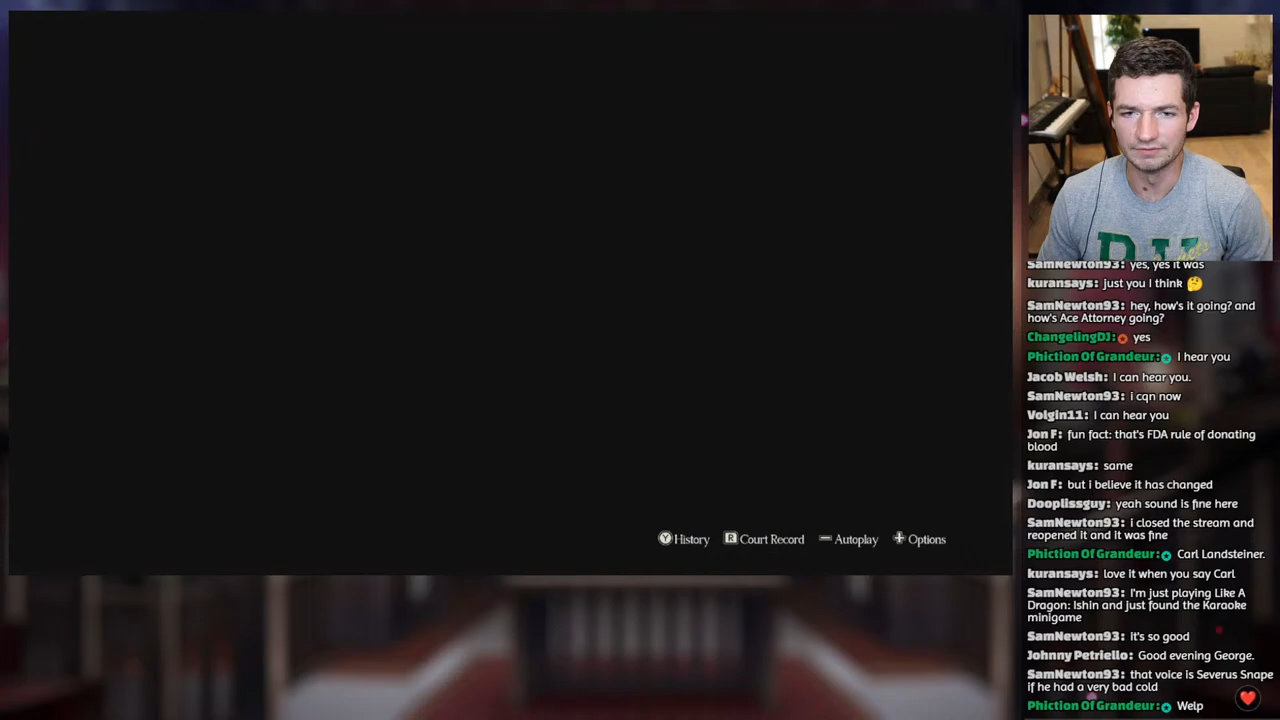 History Court Record Autoplay Options
SamNewton93: yes, yes it was
kuransays: just you I think 🤔
SamNewton93: hey, how's it going? and
how's Ace Attorney going?
ChangelingDJ: yes
Phiction Of Grandeur: I hear you
Jacob Welsh: I can hear you.
SamNewton93: i cqn now
Volgin11: I can hear you
Jon F: fun fact: that's FDA rule of donating
blood
kuransays: same
Jon F: but i believe it has changed
Dooplissguy: yeah sound is fine here
SamNewton93: i closed the stream and
reopened it and it was fine
Phiction Of Grandeur: Carl Landsteiner.
kuransays: love it when you say Carl
SamNewton93: I'm just playing Like A
Dragon: Ishin and just found the Karaoke
minigame
SamNewton93: it's so good
Johnny Petriello: Good evening George.
SamNewton93: that voice is Severus Snape
if he had a very bad cold
Phiction Of Grandeur: Welp